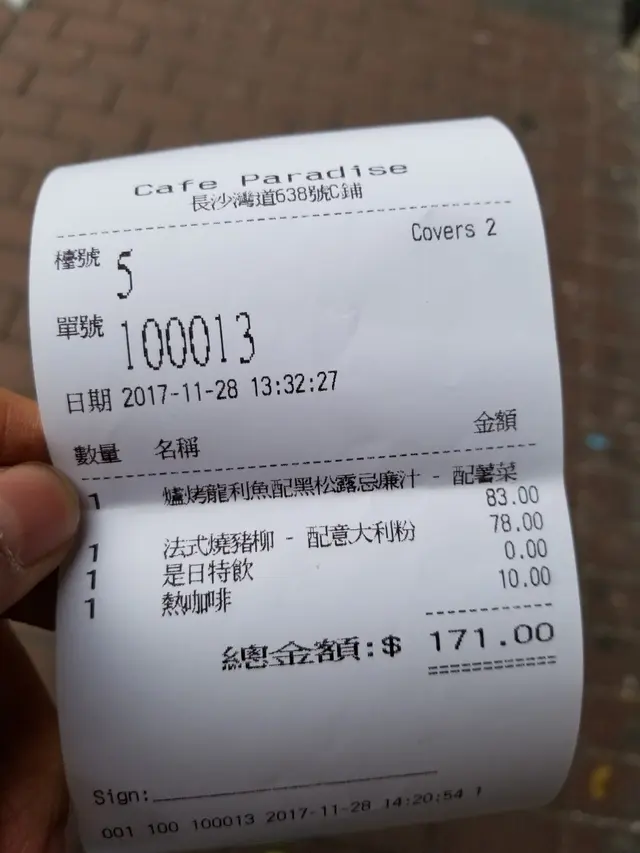 Cafe Paradise
長沙灣道638號C鋪
Covers 2
檯號 5
單號 100013
日期 2017-11-28 13:32:27
數量 名稱 金額
1 爐烤龍利魚配黑松露忌廉汁 - 配薯菜 83.00
1 法式燒豬柳 - 配意大利粉 78.00
1 是日特飲 0.00
1 熱咖啡 10.00
總金額:$ 171.00
Sign:
001 100 100013 2017-11-28 14:20:54 1